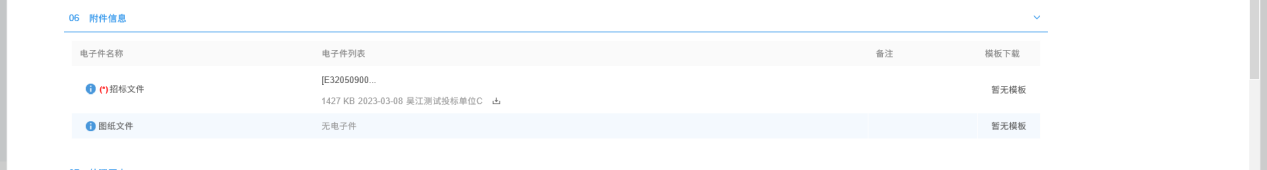 06 附件信息
电子件名称 电子件列表 备注 模板下载
(*)招标文件 [E32050900... 暂无模板
1427 KB 2023-03-08 吴江测试投标单位C
图纸文件 无电子件 暂无模板